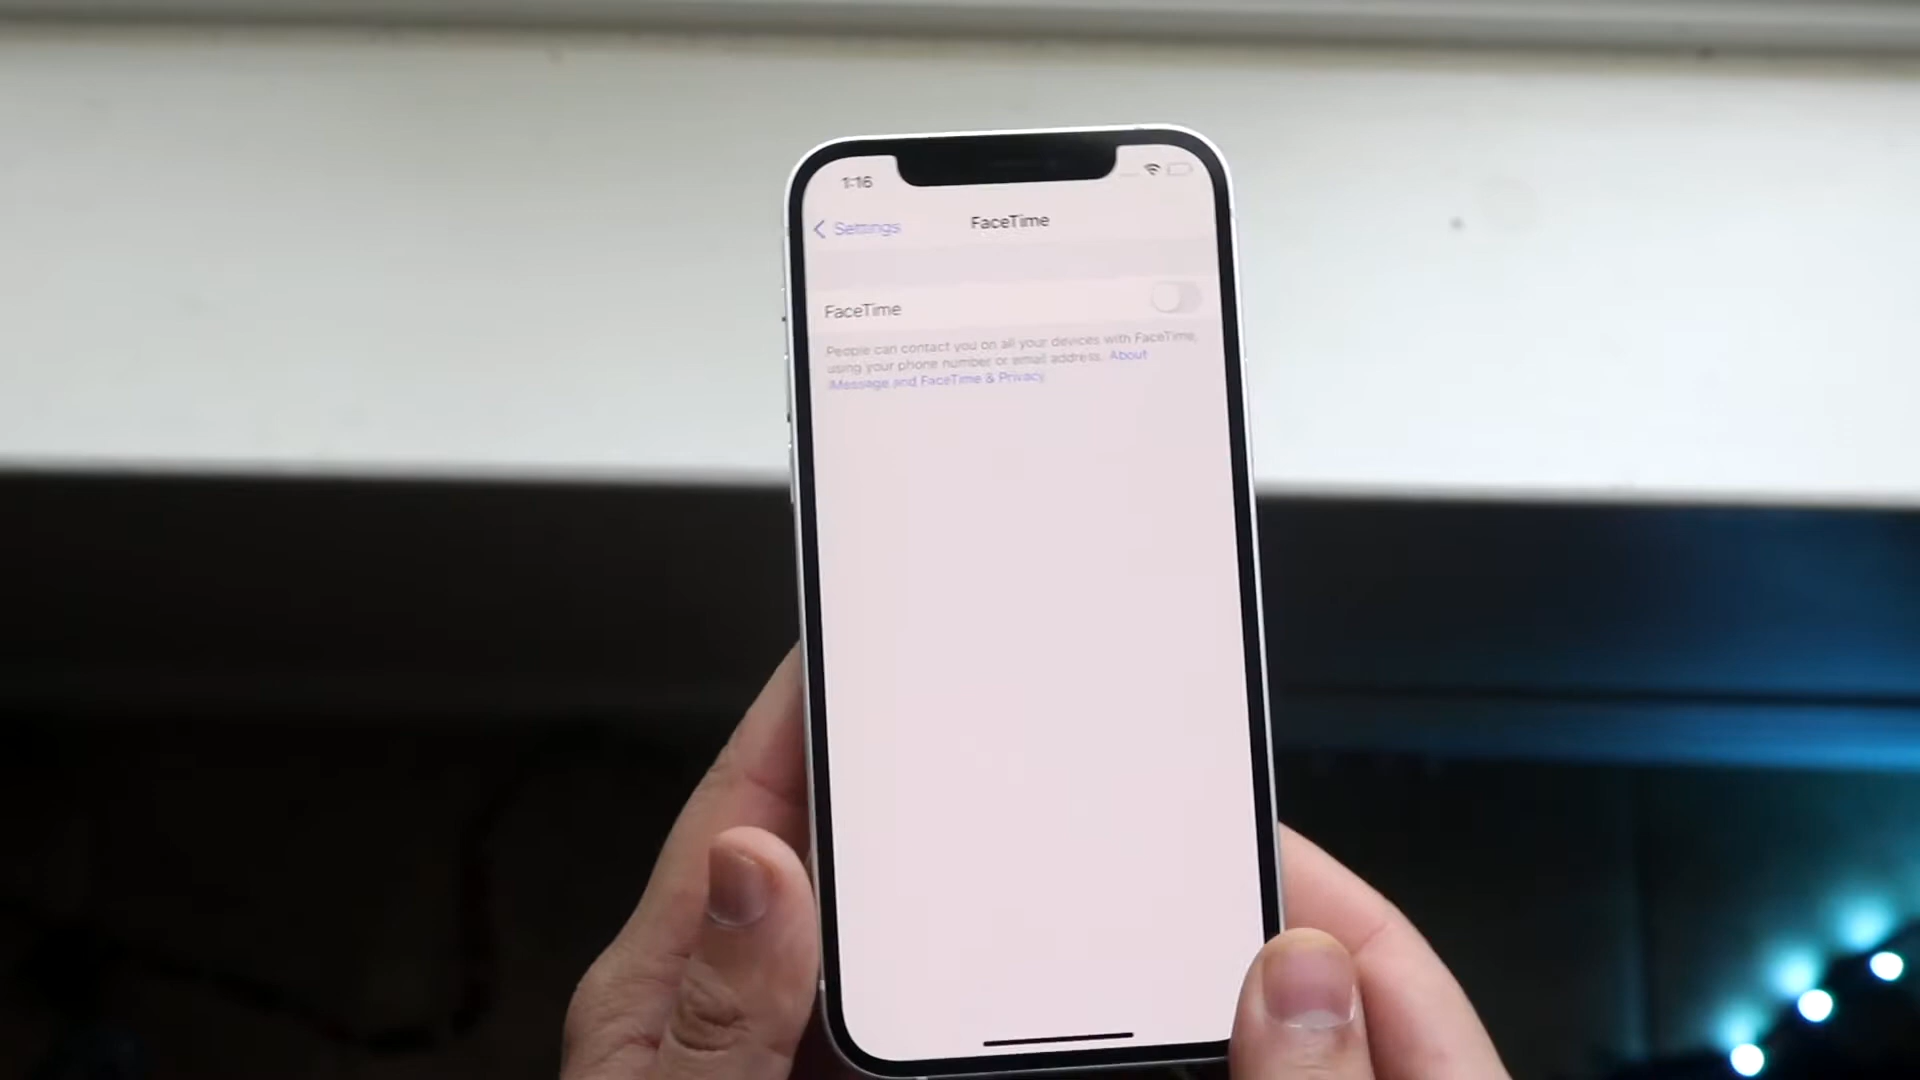 1:16
Settings
FaceTime
FaceTime
People can contact you on all your devices with FaceTime,
using your phone number or email address. About
iMessage and FaceTime & Privacy